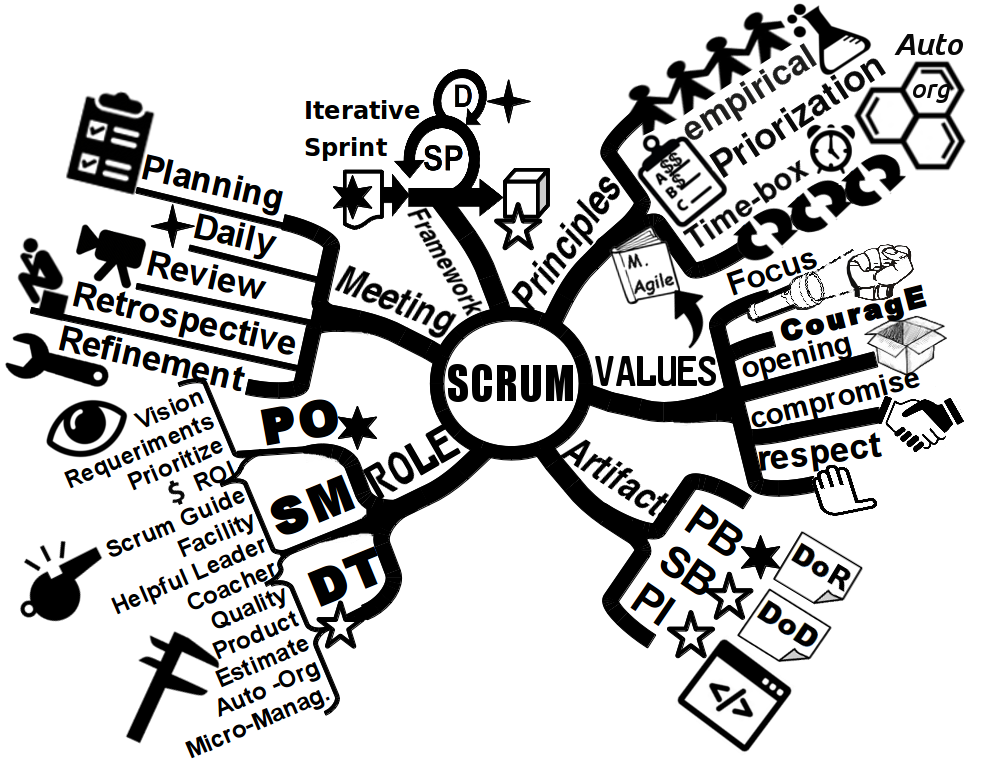 SCRUM
Framework
Iterative
Sprint
D
SP
Principles
empirical
Priorization
Time-box
Auto
org
$$$
A
B
C
M.
Agile
VALUES
Focus
CouragE
opening
compromise
respect
Artifact
PB
SB
PI
DoR
DoD
</>
ROLE
PO
Vision
Requeriments
Prioritize
$ ROI
SM
Scrum Guide
Facility
Helpful Leader
Coacher
DT
Quality
Product
Estimate
Auto -Org
Micro-Manag.
Meeting
Planning
Daily
Review
Retrospective
Refinement